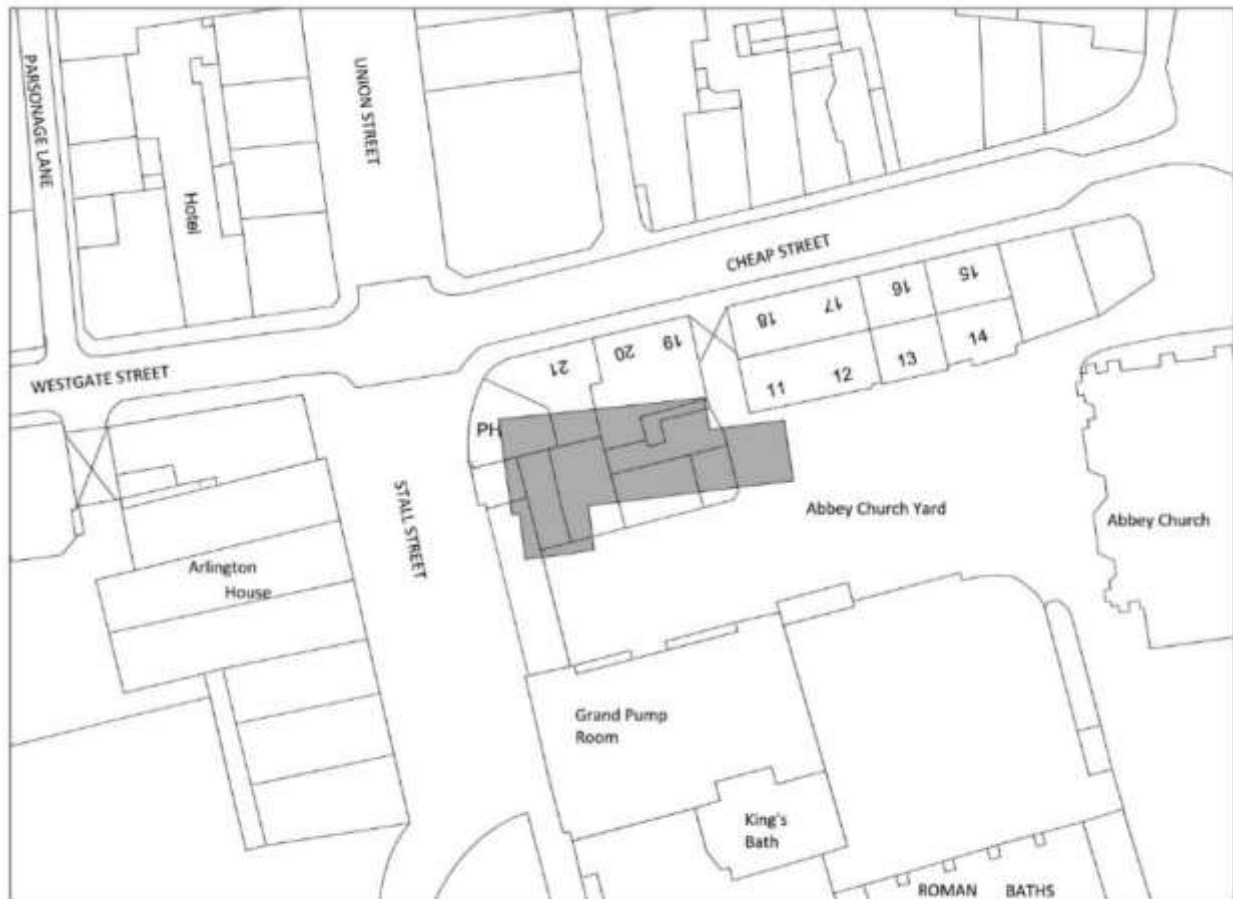 PARSONAGE LANE
UNION STREET
Hotel
CHEAP STREET
WESTGATE STREET
21
20
19
18
17
16
15
11
12
13
14
PH
STALL STREET
Abbey Church Yard
Abbey Church
Arlington
House
Grand Pump
Room
King's
Bath
ROMAN BATHS